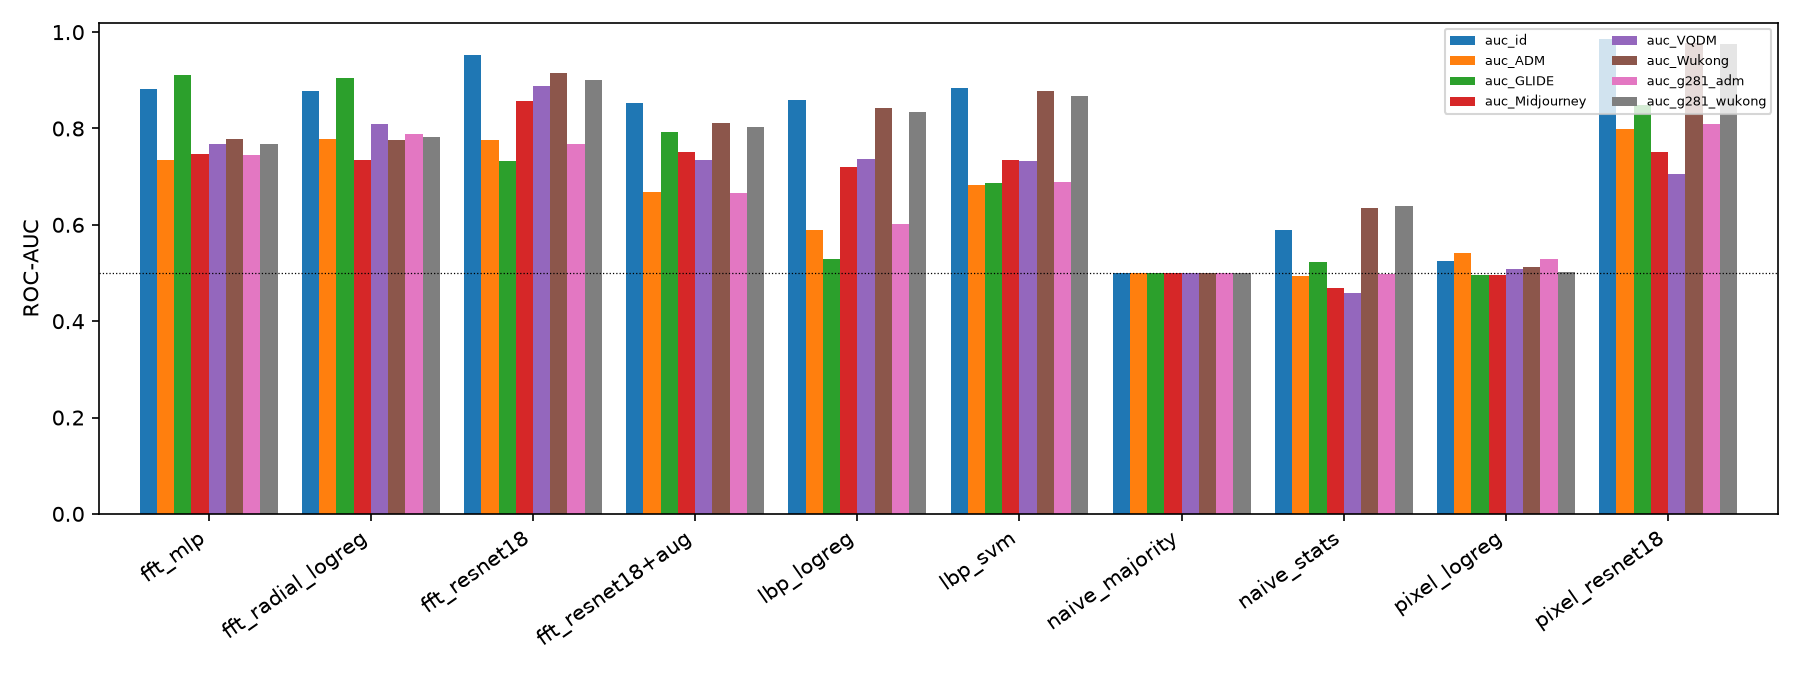 ROC-AUC
1.0
0.8
0.6
0.4
0.2
0.0
auc_id
auc_ADM
auc_GLIDE
auc_Midjourney
auc_VQDM
auc_Wukong
auc_g281_adm
auc_g281_wukong
fft_mlp
fft_radial_logreg
fft_resnet18
fft_resnet18+aug
lbp_logreg
lbp_svm
naive_majority
naive_stats
pixel_logreg
pixel_resnet18